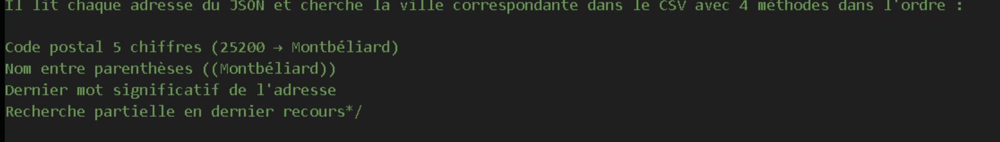 Il lit chaque adresse du JSON et cherche la ville correspondante dans le CSV avec 4 méthodes dans l'ordre :
Code postal 5 chiffres (25200 → Montbéliard)
Nom entre parenthèses ((Montbéliard))
Dernier mot significatif de l'adresse
Recherche partielle en dernier recours*/